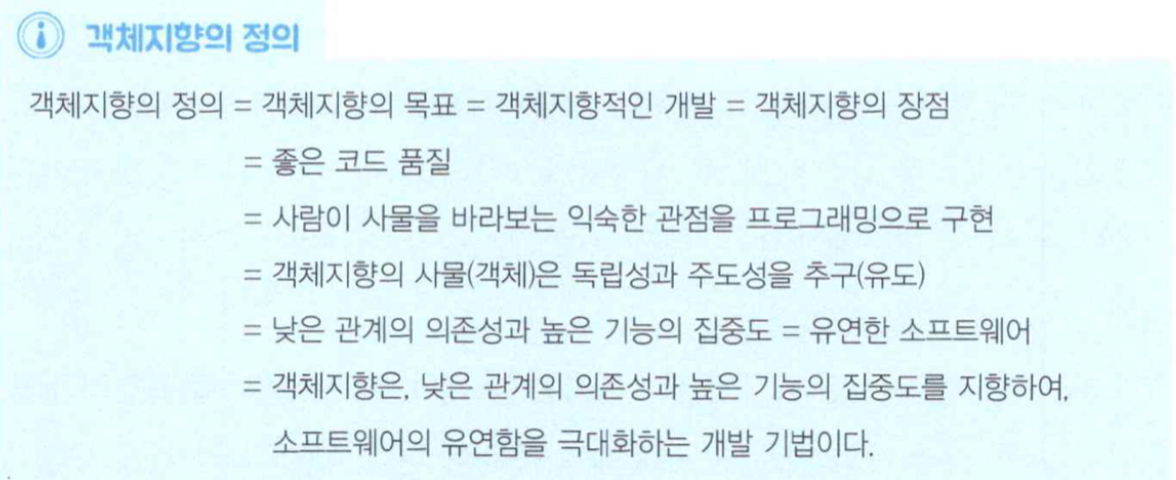 객체지향의 정의
객체지향의 정의 = 객체지향의 목표 = 객체지향적인 개발 = 객체지향의 장점
= 좋은 코드 품질
= 사람이 사물을 바라보는 익숙한 관점을 프로그래밍으로 구현
= 객체지향의 사물(객체)은 독립성과 주도성을 추구(유도)
= 낮은 관계의 의존성과 높은 기능의 집중도 = 유연한 소프트웨어
= 객체지향은, 낮은 관계의 의존성과 높은 기능의 집중도를 지향하여,
소프트웨어의 유연함을 극대화하는 개발 기법이다.